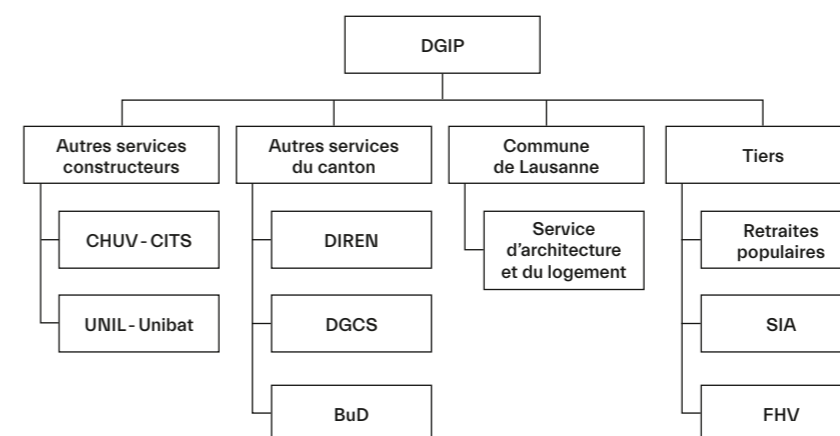 DGIP
Autres services
constructeurs
Autres services
du canton
Commune
de Lausanne
Tiers
CHUV - CITS
DIREN
Service
d'architecture
et du logement
Retraites
populaires
UNIL - Unibat
DGCS
SIA
BuD
FHV